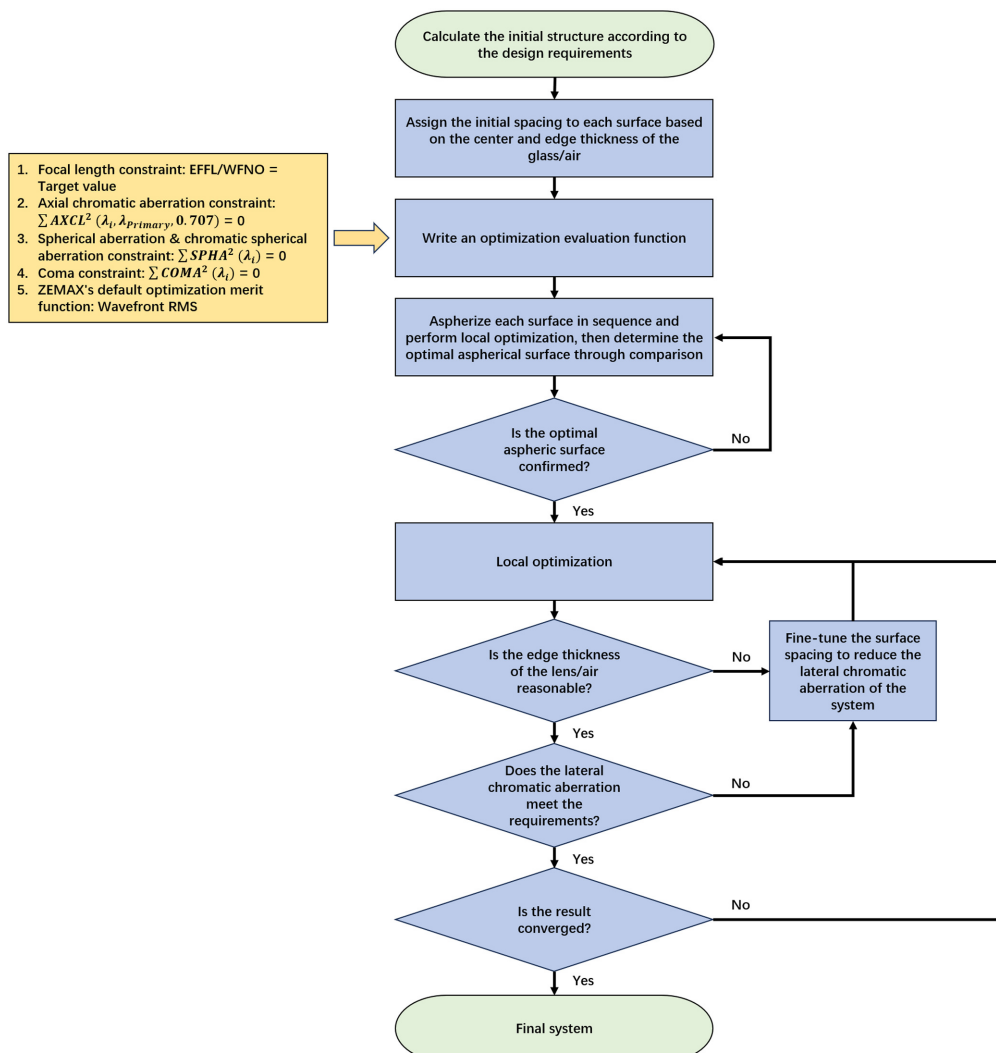 Calculate the initial structure according to
the design requirements
Assign the initial spacing to each surface based
on the center and edge thickness of the
glass/air
1. Focal length constraint: EFFL/WFNO =
Target value
2. Axial chromatic aberration constraint:
∑ AXCL² (λᵢ, λ_Primary, 0.707) = 0
3. Spherical aberration & chromatic spherical
aberration constraint: ∑ SPHA² (λᵢ) = 0
4. Coma constraint: ∑ COMA² (λᵢ) = 0
5. ZEMAX's default optimization merit
function: Wavefront RMS
Write an optimization evaluation function
Aspherize each surface in sequence and
perform local optimization, then determine the
optimal aspherical surface through comparison
Is the optimal
aspheric surface
confirmed?
No
Yes
Local optimization
Is the edge thickness
of the lens/air
reasonable?
No
Fine-tune the surface
spacing to reduce the
lateral chromatic
aberration of the
system
Yes
Does the lateral
chromatic aberration
meet the
requirements?
No
Yes
Is the result
converged?
No
Yes
Final system